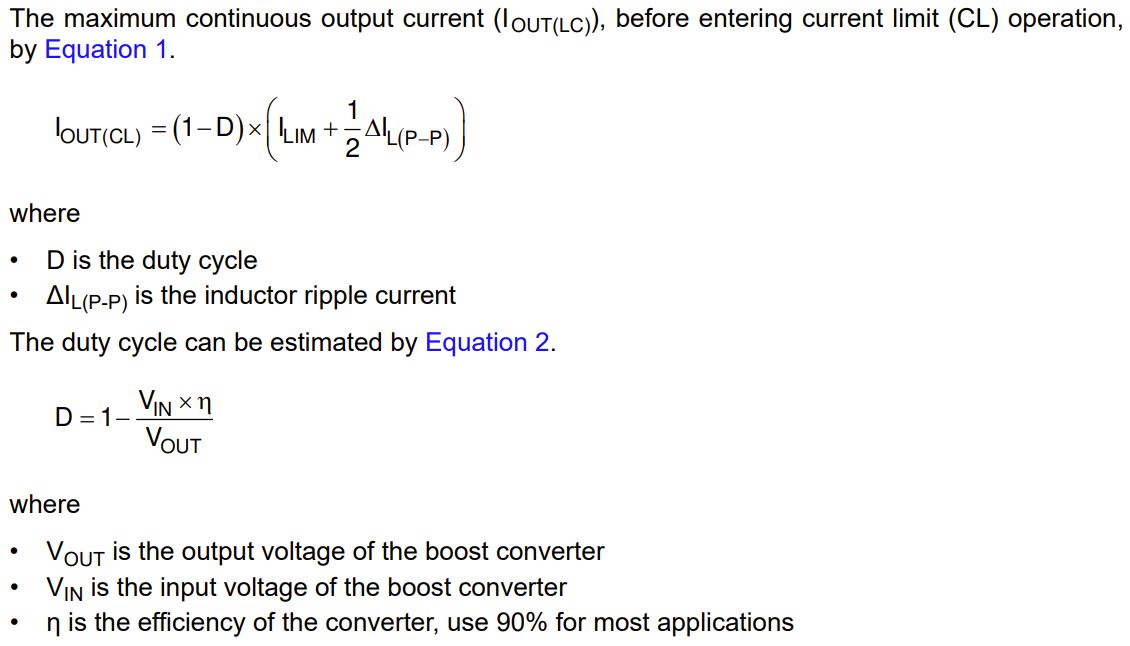 The maximum continuous output current (IOUT(LC)), before entering current limit (CL) operation,
by Equation 1.
IOUT(CL) = (1−D)×(ILIM + 1/2 ΔIL(P−P))
where
• D is the duty cycle
• ΔIL(P-P) is the inductor ripple current
The duty cycle can be estimated by Equation 2.
D = 1− VIN × η / VOUT
where
• VOUT is the output voltage of the boost converter
• VIN is the input voltage of the boost converter
• η is the efficiency of the converter, use 90% for most applications